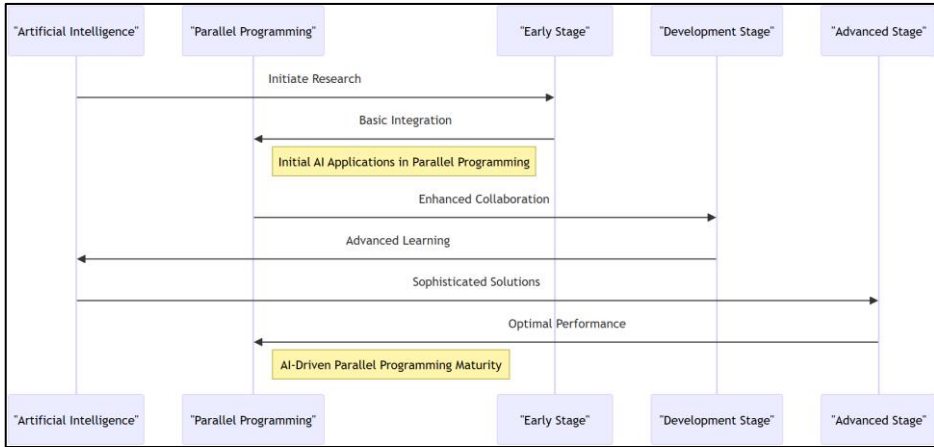 "Artificial Intelligence" "Parallel Programming" "Early Stage" "Development Stage" "Advanced Stage"
Initiate Research
Basic Integration
Initial AI Applications in Parallel Programming
Enhanced Collaboration
Advanced Learning
Sophisticated Solutions
Optimal Performance
AI-Driven Parallel Programming Maturity
"Artificial Intelligence" "Parallel Programming" "Early Stage" "Development Stage" "Advanced Stage"